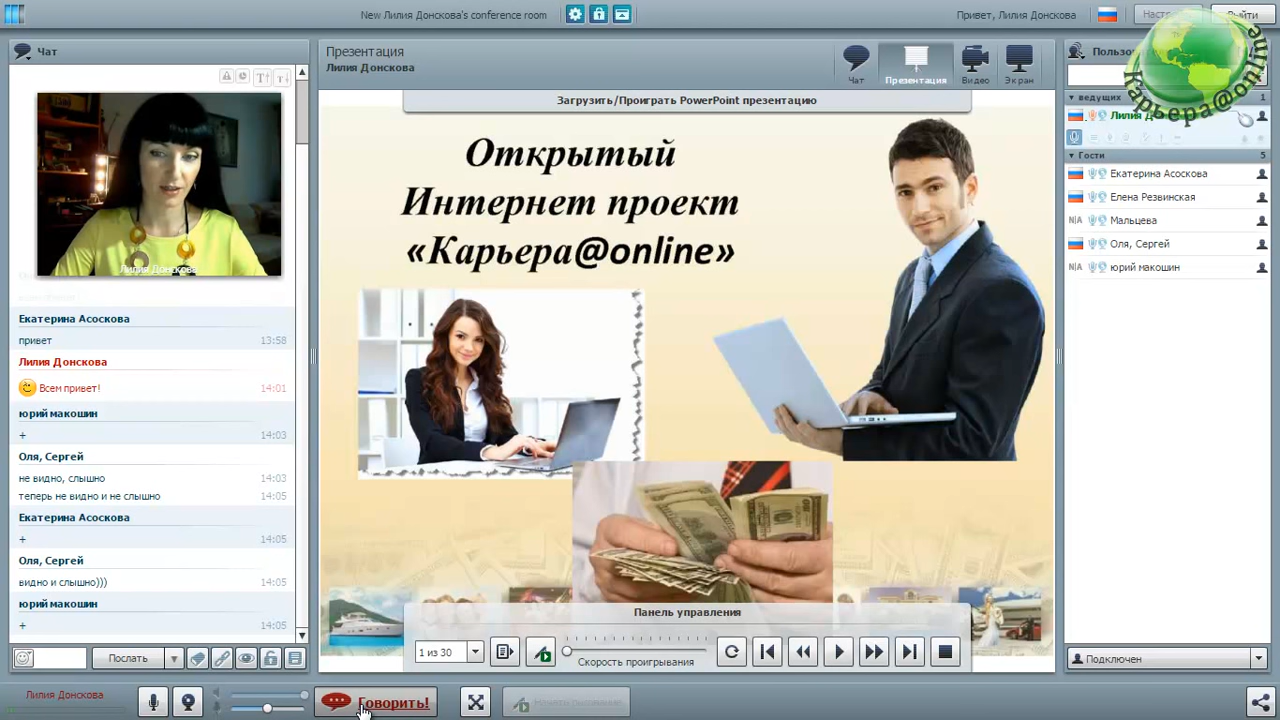 New Лилия Донскова's conference room
Привет, Лилия Донскова
Выйти
Чат
Лилия Донскова
Екатерина Асоскова
привет 13:58
Лилия Донскова
Всем привет! 14:01
юрий макошин
+ 14:03
Оля, Сергей
не видно, слышно 14:03
теперь не видно и не слышно 14:05
Екатерина Асоскова
+ 14:05
Оля, Сергей
видно и слышно))) 14:05
юрий макошин
+ 14:05
Послать
Презентация
Лилия Донскова
Чат
Презентация
Видео
Экран
Загрузить/Проиграть PowerPoint презентацию
Открытый
Интернет проект
«Карьера@online»
Панель управления
1 из 30
Скорость проигрывания
Карьера@online
ведущих 1
Лилия
Гости 5
Екатерина Асоскова
Елена Резвинская
N/A Мальцева
Оля, Сергей
N/A юрий макошин
Подключен
Лилия Донскова
Говорить!